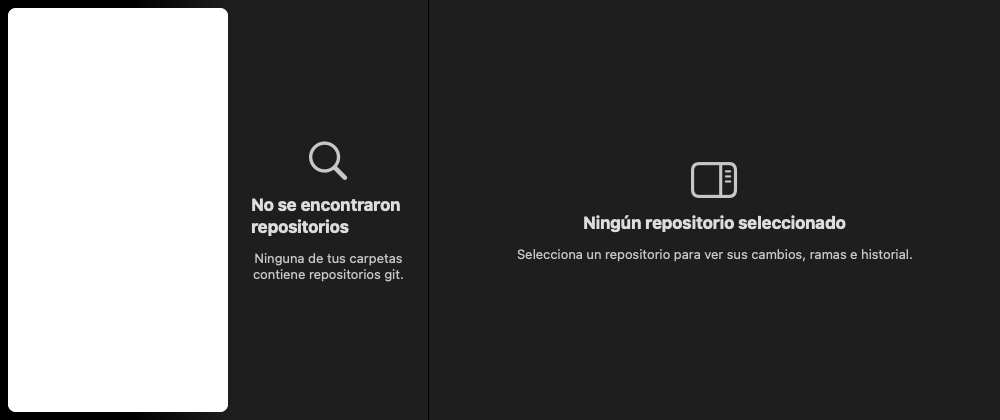 No se encontraron
repositorios
Ninguna de tus carpetas
contiene repositorios git.
Ningún repositorio seleccionado
Selecciona un repositorio para ver sus cambios, ramas e historial.